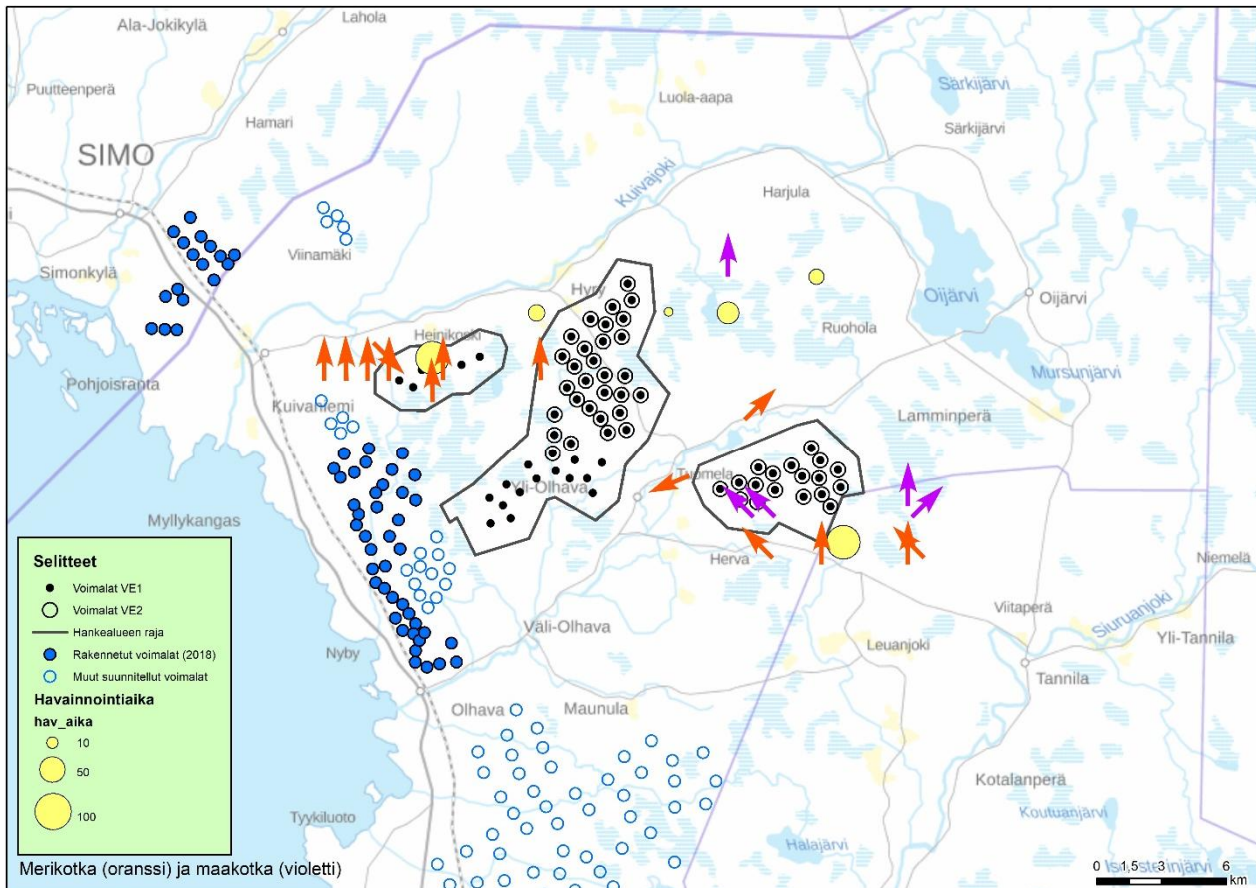 Ala-Jokikylä
Lahola
Puutteenperä
Hamari
Luola-aapa
Särkijärvi
Särkijärvi
SIMO
Kuivajoki
Harjula
Viinamäki
Simonkylä
Hyry
Oijärvi
Oijärvi
Ruohola
Heinikoski
Pohjoisranta
Mursunjärvi
Kuivaniemi
Lamminperä
Tuomela
Yli-Olhava
Myllykangas
Herva
Niemelä
Viitaperä
Siuruanjoki
Yli-Tannila
Väli-Olhava
Leuanjoki
Nyby
Tannila
Olhava
Maunula
Kotalanperä
Koutuanjärvi
Tyykiluoto
Halajärvi
Selitteet
Voimalat VE1
Voimalat VE2
Hankealueen raja
Rakennetut voimalat (2018)
Muut suunnitellut voimalat
Havainnointiaika
hav_aika
10
50
100
Merikotka (oranssi) ja maakotka (violetti)
0 1,5 3 6
km